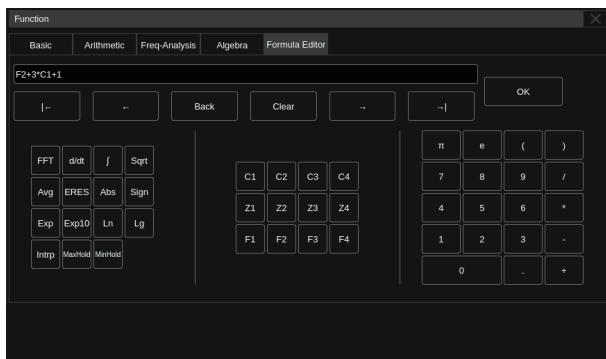 Function
Basic Arithmetic Freq-Analysis Algebra Formula Editor
F2+3*C1+1
OK
|← ← Back Clear → →|
FFT d/dt ∫ Sqrt
Avg ERES Abs Sign
Exp Exp10 Ln Lg
Intrp MaxHold MinHold
C1 C2 C3 C4
Z1 Z2 Z3 Z4
F1 F2 F3 F4
π e ( )
7 8 9 /
4 5 6 *
1 2 3 -
0 . +